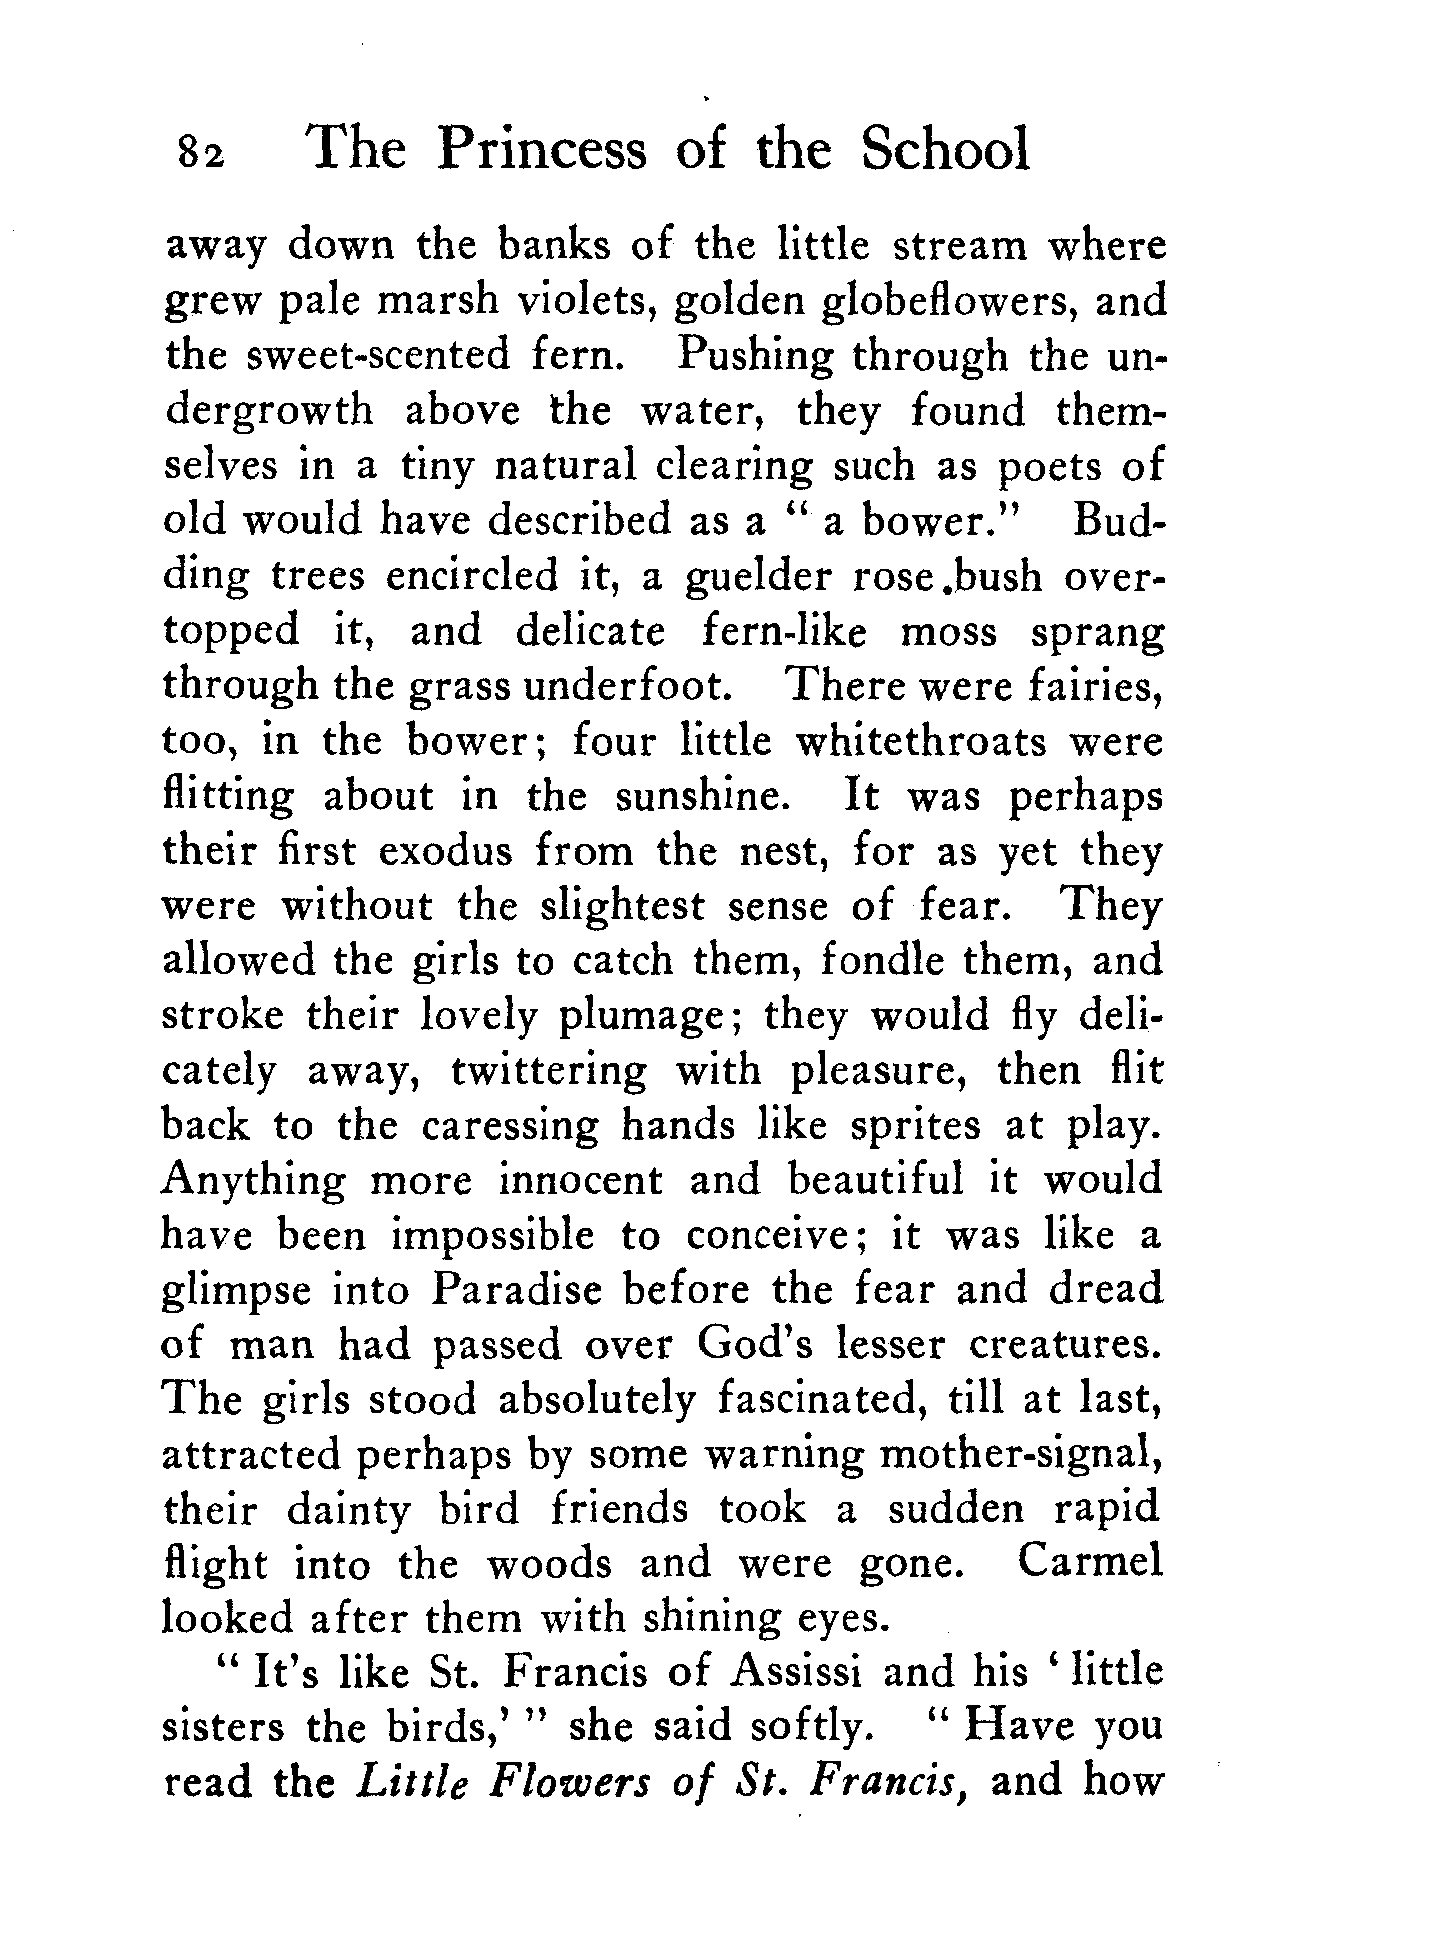 82 The Princess of the School
away down the banks of the little stream where
grew pale marsh violets, golden globeflowers, and
the sweet-scented fern. Pushing through the un-
dergrowth above the water, they found them-
selves in a tiny natural clearing such as poets of
old would have described as a “ a bower.” Bud-
ding trees encircled it, a guelder rose bush over-
topped it, and delicate fern-like moss sprang
through the grass underfoot. There were fairies,
too, in the bower; four little whitethroats were
flitting about in the sunshine. It was perhaps
their first exodus from the nest, for as yet they
were without the slightest sense of fear. They
allowed the girls to catch them, fondle them, and
stroke their lovely plumage; they would fly deli-
cately away, twittering with pleasure, then flit
back to the caressing hands like sprites at play.
Anything more innocent and beautiful it would
have been impossible to conceive; it was like a
glimpse into Paradise before the fear and dread
of man had passed over God’s lesser creatures.
The girls stood absolutely fascinated, till at last,
attracted perhaps by some warning mother-signal,
their dainty bird friends took a sudden rapid
flight into the woods and were gone. Carmel
looked after them with shining eyes.
“ It’s like St. Francis of Assissi and his ‘ little
sisters the birds,’ ” she said softly. “ Have you
read the Little Flowers of St. Francis, and how